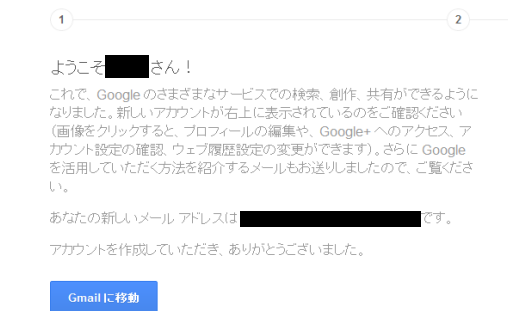 1 2
ようこそ さん！
これで、Google のさまざまなサービスでの検索、創作、共有ができるように
なりました。新しいアカウントが右上に表示されているのをご確認ください
（画像をクリックすると、プロフィールの編集や、Google+ へのアクセス、ア
カウント設定の確認、ウェブ履歴設定の変更ができます）。さらに Google
を活用していただく方法を紹介するメールもお送りしましたので、ご覧くださ
い。
あなたの新しいメール アドレスは です。
アカウントを作成していただき、ありがとうございました。
Gmail に移動